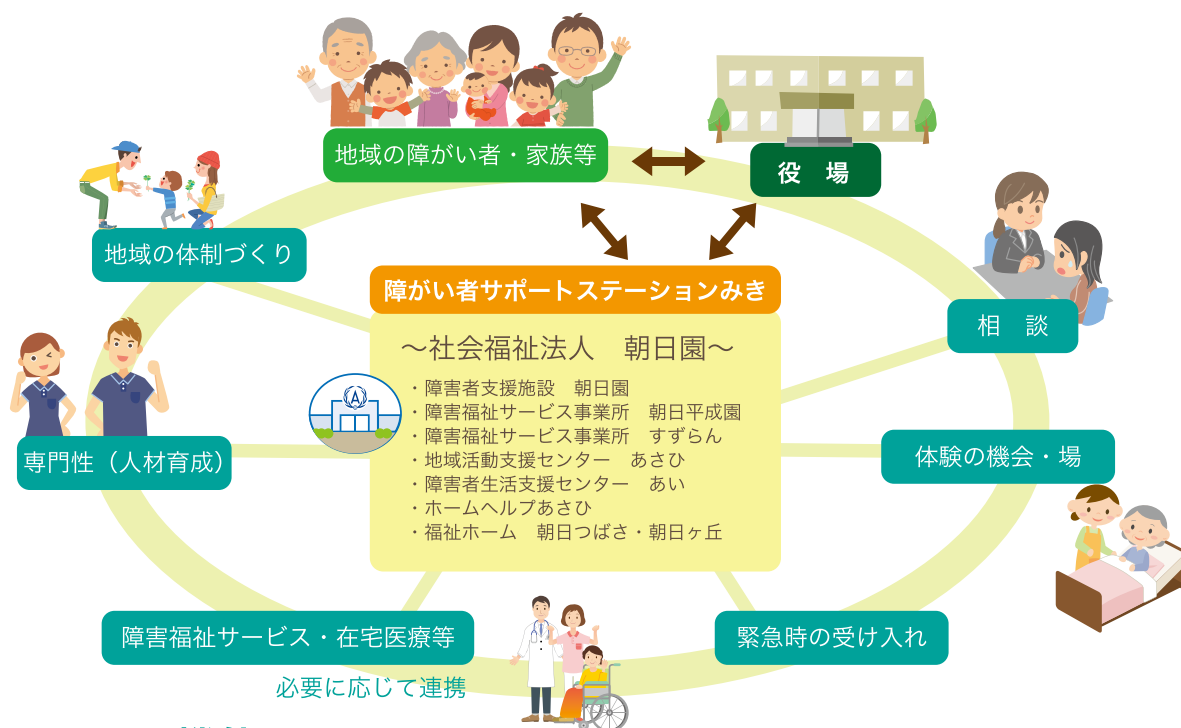 地域の障がい者・家族等
役　場
地域の体制づくり
障がい者サポートステーションみき
相　談
～社会福祉法人　朝日園～
・障害者支援施設　朝日園
・障害福祉サービス事業所　朝日平成園
・障害福祉サービス事業所　すずらん
・地域活動支援センター　あさひ
・障害者生活支援センター　あい
・ホームヘルプあさひ
・福祉ホーム　朝日つばさ・朝日ヶ丘
A
専門性（人材育成）
体験の機会・場
障害福祉サービス・在宅医療等
緊急時の受け入れ
必要に応じて連携